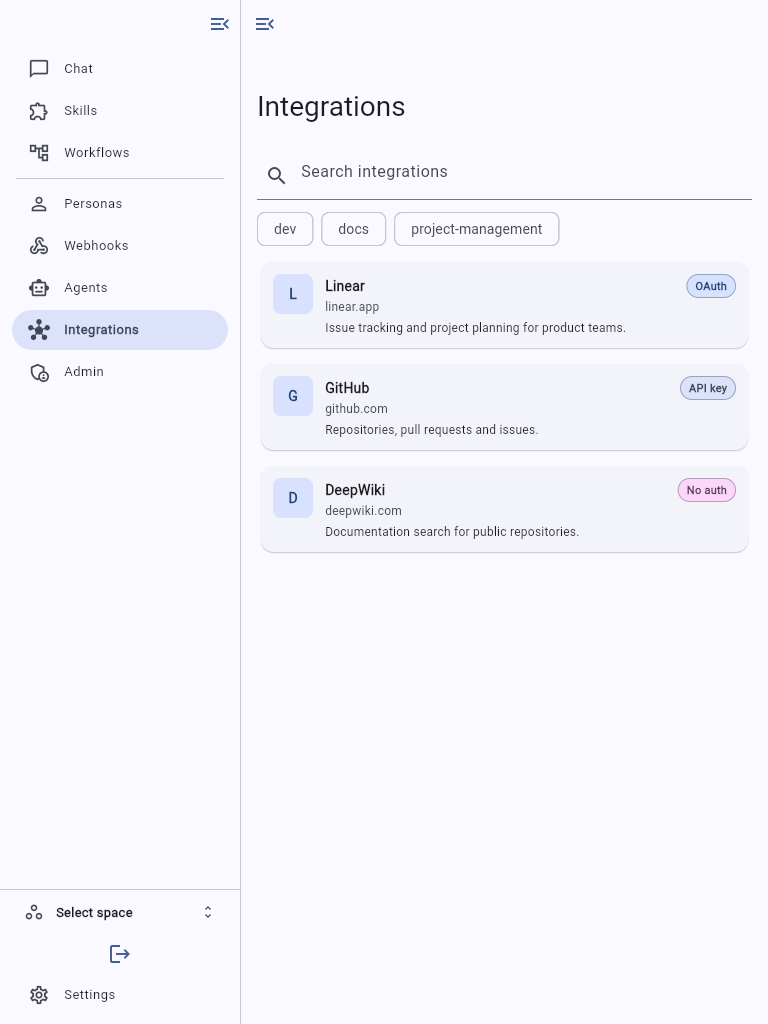 Chat
Skills
Workflows
Personas
Webhooks
Agents
Integrations
Admin
Select space
Settings
Integrations
Search integrations
dev
docs
project-management
L
Linear
OAuth
linear.app
Issue tracking and project planning for product teams.
G
GitHub
API key
github.com
Repositories, pull requests and issues.
D
DeepWiki
No auth
deepwiki.com
Documentation search for public repositories.